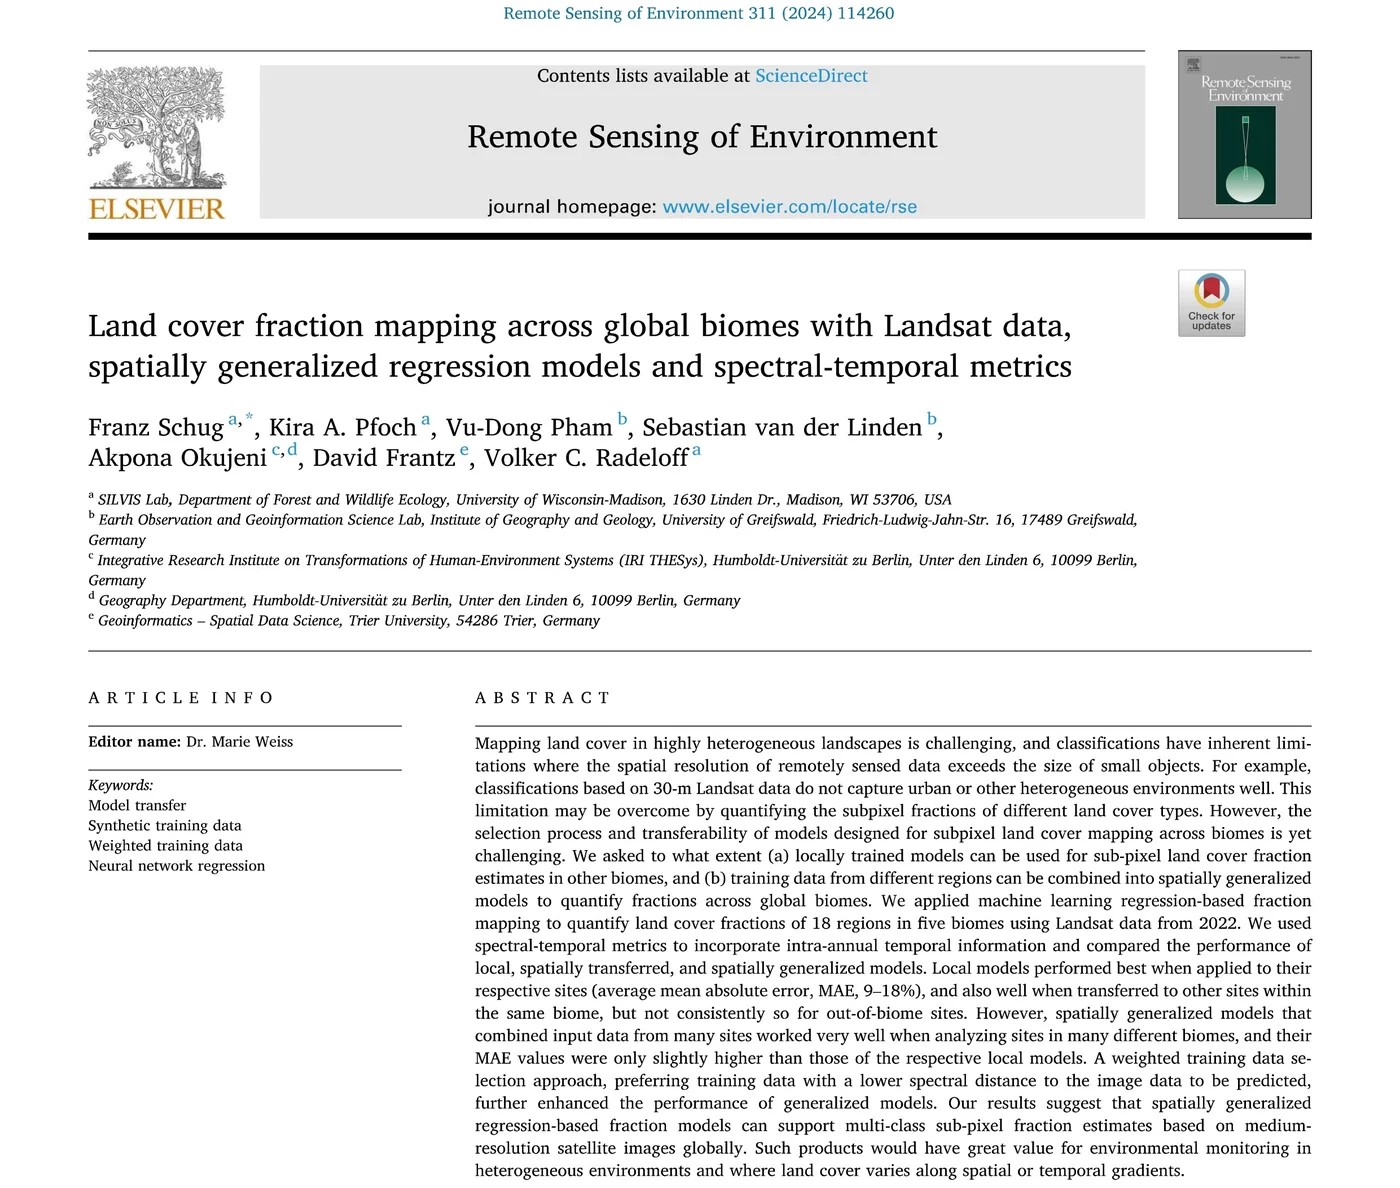 Remote Sensing of Environment 311 (2024) 114260
Contents lists available at ScienceDirect
Remote Sensing of Environment
journal homepage: www.elsevier.com/locate/rse
ELSEVIER
Remote Sensing
of
Environment
Check for
updates
Land cover fraction mapping across global biomes with Landsat data,
spatially generalized regression models and spectral-temporal metrics
Franz Schug a,*, Kira A. Pfoch a, Vu-Dong Pham b, Sebastian van der Linden b,
Akpona Okujeni c,d, David Frantz e, Volker C. Radeloff a
a SILVIS Lab, Department of Forest and Wildlife Ecology, University of Wisconsin-Madison, 1630 Linden Dr., Madison, WI 53706, USA
b Earth Observation and Geoinformation Science Lab, Institute of Geography and Geology, University of Greifswald, Friedrich-Ludwig-Jahn-Str. 16, 17489 Greifswald,
Germany
c Integrative Research Institute on Transformations of Human-Environment Systems (IRI THESys), Humboldt-Universität zu Berlin, Unter den Linden 6, 10099 Berlin,
Germany
d Geography Department, Humboldt-Universität zu Berlin, Unter den Linden 6, 10099 Berlin, Germany
e Geoinformatics – Spatial Data Science, Trier University, 54286 Trier, Germany
ARTICLE INFO
Editor name: Dr. Marie Weiss
Keywords:
Model transfer
Synthetic training data
Weighted training data
Neural network regression
ABSTRACT
Mapping land cover in highly heterogeneous landscapes is challenging, and classifications have inherent limi-
tations where the spatial resolution of remotely sensed data exceeds the size of small objects. For example,
classifications based on 30-m Landsat data do not capture urban or other heterogeneous environments well. This
limitation may be overcome by quantifying the subpixel fractions of different land cover types. However, the
selection process and transferability of models designed for subpixel land cover mapping across biomes is yet
challenging. We asked to what extent (a) locally trained models can be used for sub-pixel land cover fraction
estimates in other biomes, and (b) training data from different regions can be combined into spatially generalized
models to quantify fractions across global biomes. We applied machine learning regression-based fraction
mapping to quantify land cover fractions of 18 regions in five biomes using Landsat data from 2022. We used
spectral-temporal metrics to incorporate intra-annual temporal information and compared the performance of
local, spatially transferred, and spatially generalized models. Local models performed best when applied to their
respective sites (average mean absolute error, MAE, 9–18%), and also well when transferred to other sites within
the same biome, but not consistently so for out-of-biome sites. However, spatially generalized models that
combined input data from many sites worked very well when analyzing sites in many different biomes, and their
MAE values were only slightly higher than those of the respective local models. A weighted training data se-
lection approach, preferring training data with a lower spectral distance to the image data to be predicted,
further enhanced the performance of generalized models. Our results suggest that spatially generalized
regression-based fraction models can support multi-class sub-pixel fraction estimates based on medium-
resolution satellite images globally. Such products would have great value for environmental monitoring in
heterogeneous environments and where land cover varies along spatial or temporal gradients.